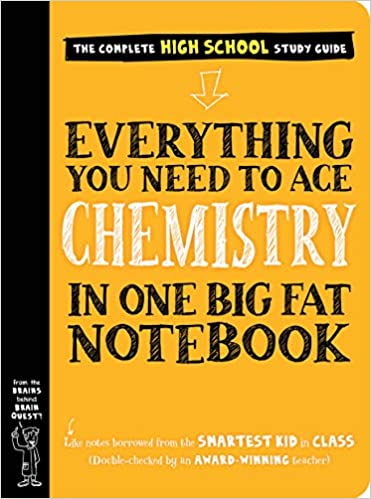 THE COMPLETE HIGH SCHOOL STUDY GUIDE
EVERYTHING
YOU NEED TO ACE
CHEMISTRY
IN ONE BIG FAT
NOTEBOOK
from the
BRAINS
behind
BRAIN
QUEST!
Like notes borrowed from the SMARTEST KID in CLASS
(Double-checked by an AWARD-WINNING teacher)